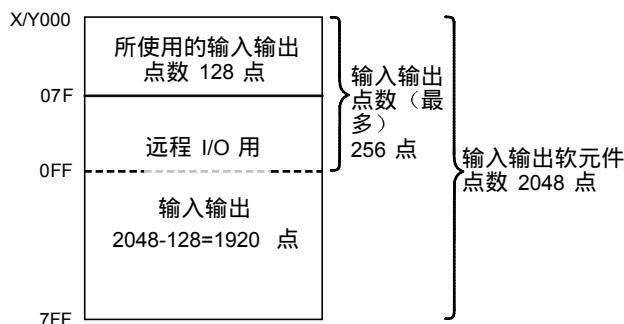 X/Y000
所使用的输入输出
点数 128 点
07F
远程 I/O 用
0FF
输入输出
2048-128=1920 点
7FF
输入输出
点数（最
多）
256 点
输入输出软元件
点数 2048 点